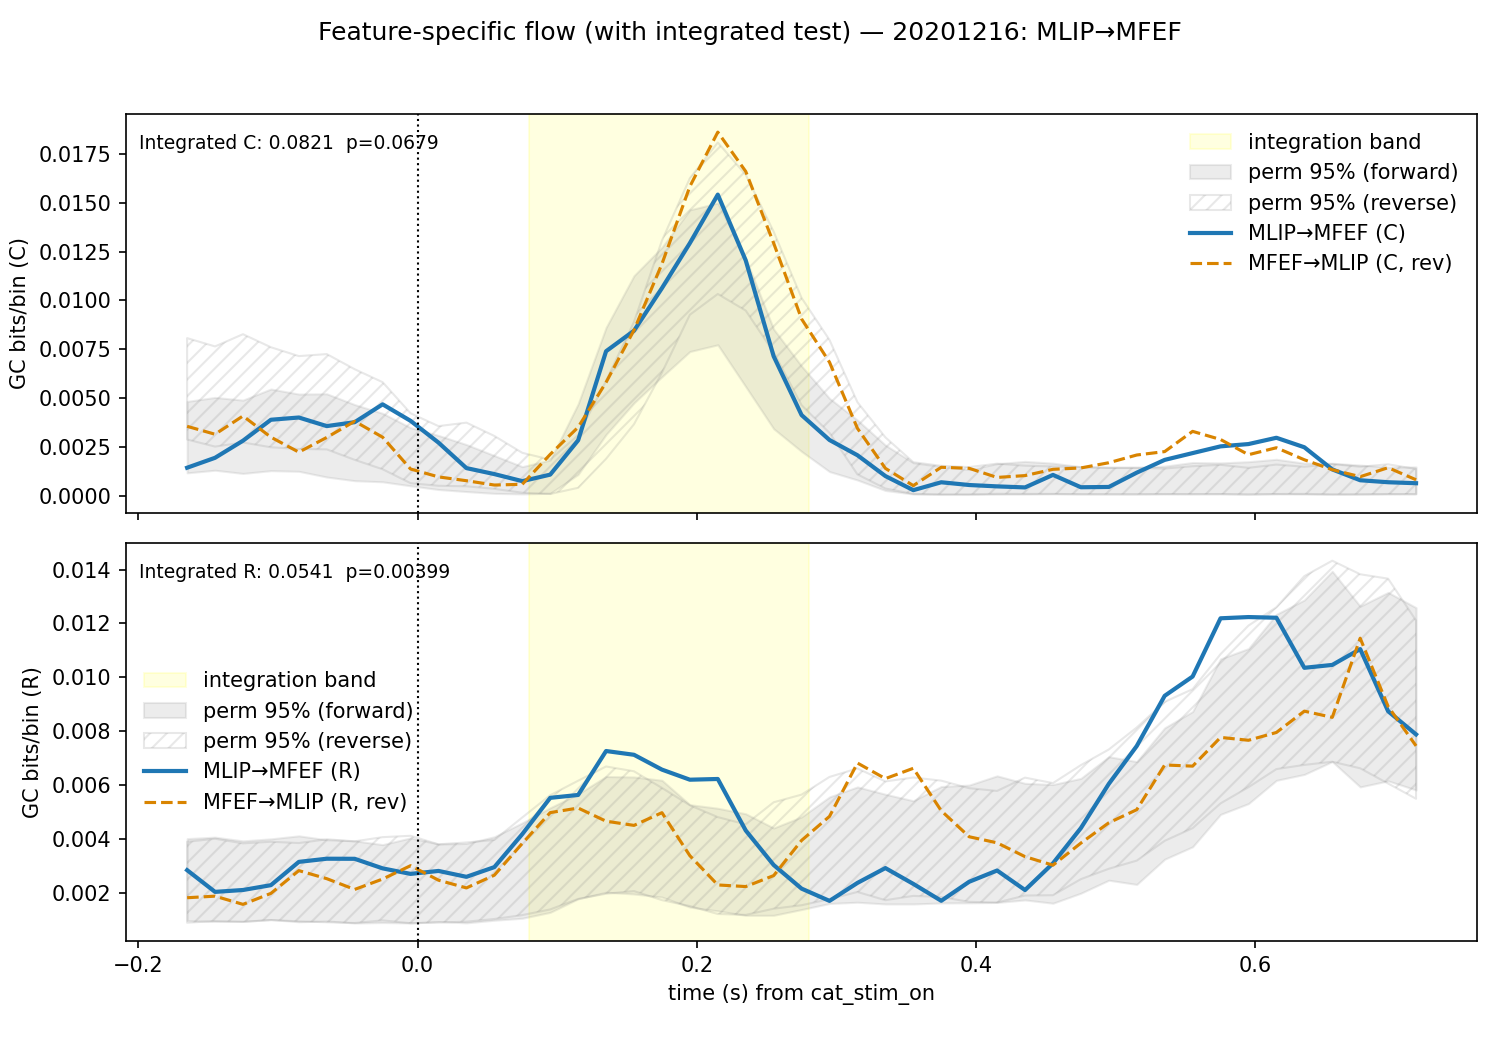 Feature-specific flow (with integrated test) — 20201216: MLIP→MFEF
Integrated C: 0.0821  p=0.0679
integration band
perm 95% (forward)
perm 95% (reverse)
MLIP→MFEF (C)
MFEF→MLIP (C, rev)
GC bits/bin (C)
0.0175
0.0150
0.0125
0.0100
0.0075
0.0050
0.0025
0.0000
Integrated R: 0.0541  p=0.00399
integration band
perm 95% (forward)
perm 95% (reverse)
MLIP→MFEF (R)
MFEF→MLIP (R, rev)
GC bits/bin (R)
0.014
0.012
0.010
0.008
0.006
0.004
0.002
−0.2
0.0
0.2
0.4
0.6
time (s) from cat_stim_on